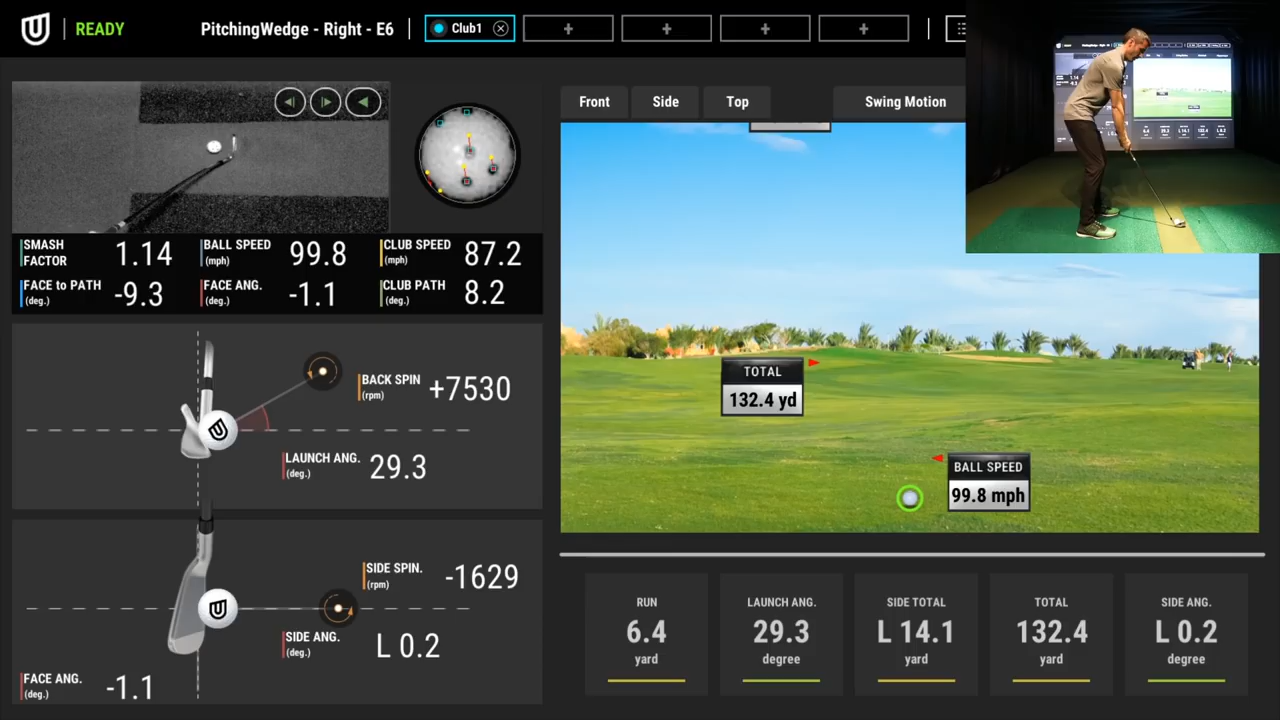 READY
PitchingWedge - Right - E6
Club1
Front
Side
Top
Swing Motion
SMASH FACTOR
1.14
BALL SPEED (mph)
99.8
CLUB SPEED (mph)
87.2
FACE to PATH (deg.)
-9.3
FACE ANG. (deg.)
-1.1
CLUB PATH (deg.)
8.2
BACK SPIN (rpm)
+7530
LAUNCH ANG. (deg.)
29.3
SIDE SPIN. (rpm)
-1629
SIDE ANG. (deg.)
L 0.2
FACE ANG. (deg.)
-1.1
TOTAL
132.4 yd
BALL SPEED
99.8 mph
RUN
6.4
yard
LAUNCH ANG.
29.3
degree
SIDE TOTAL
L 14.1
yard
TOTAL
132.4
yard
SIDE ANG.
L 0.2
degree